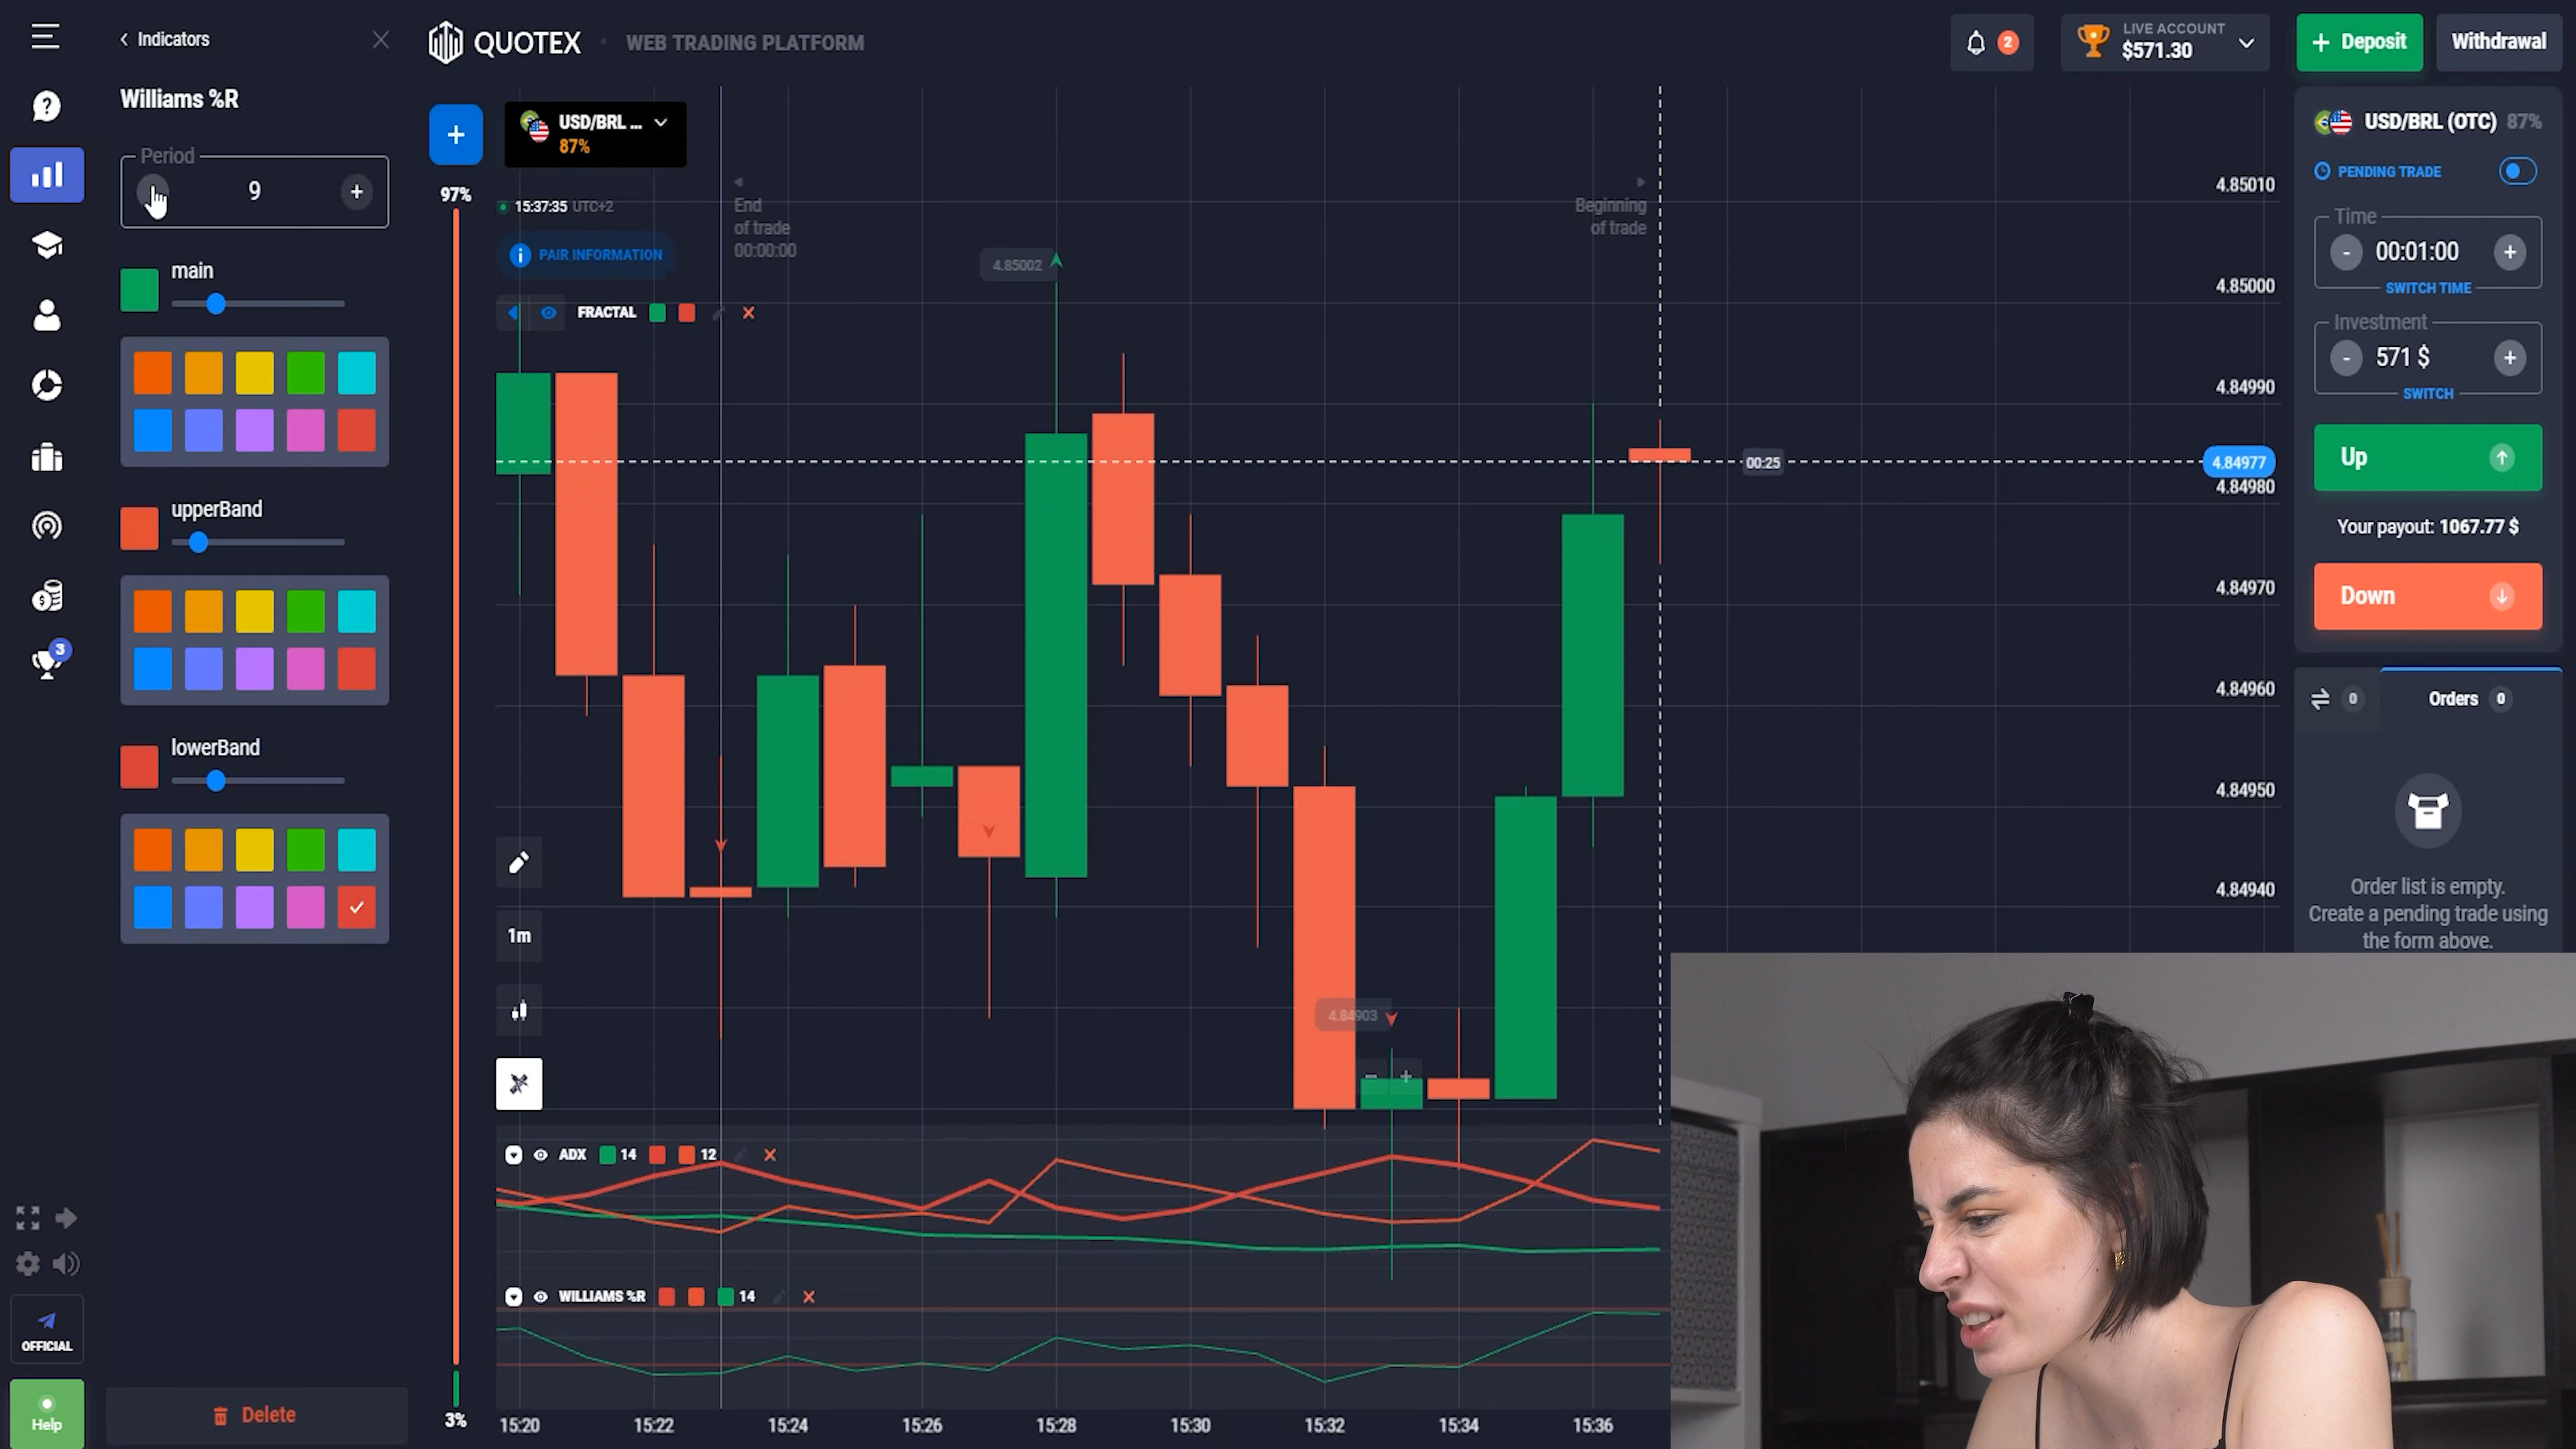 Indicators
QUOTEX
WEB TRADING PLATFORM
2
LIVE ACCOUNT
$571.30
+ Deposit
Withdrawal
Williams %R
Period
9
+
main
upperBand
lowerBand
Delete
3
OFFICIAL
Help
+
97%
3%
USD/BRL ...
87%
15:37:35 UTC+2
PAIR INFORMATION
FRACTAL
End
of trade
00:00:00
Beginning
of trade
4.85002
4.84903
- +
00:25
1m
4.85010
4.85000
4.84990
4.84977
4.84980
4.84970
4.84960
4.84950
4.84940
ADX 14 12
WILLIAMS %R 14
15:20 15:22 15:24 15:26 15:28 15:30 15:32 15:34 15:36
USD/BRL (OTC) 87%
PENDING TRADE
Time
- 00:01:00 +
SWITCH TIME
Investment
- 571 $ +
SWITCH
Up
Your payout: 1067.77 $
Down
0
Orders 0
Order list is empty.
Create a pending trade using
the form above.